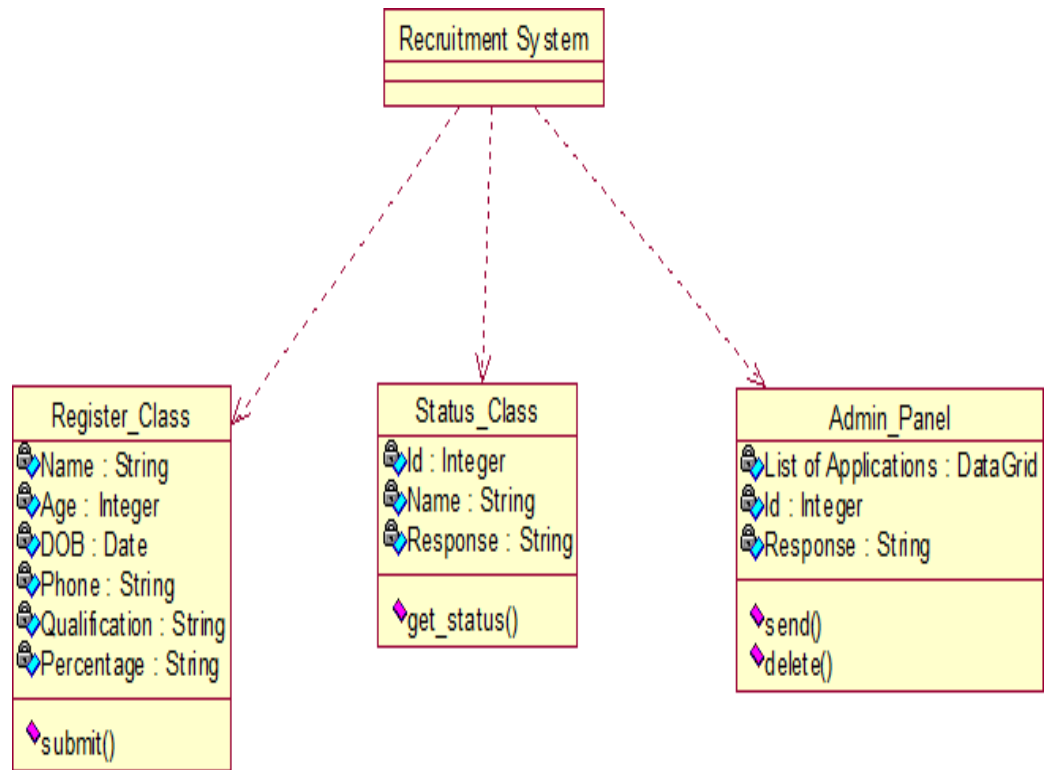 Recruitment System
Register_Class
Name : String
Age : Integer
DOB : Date
Phone : String
Qualification : String
Percentage : String
submit()
Status_Class
Id : Integer
Name : String
Response : String
get_status()
Admin_Panel
List of Applications : DataGrid
Id : Integer
Response : String
send()
delete()